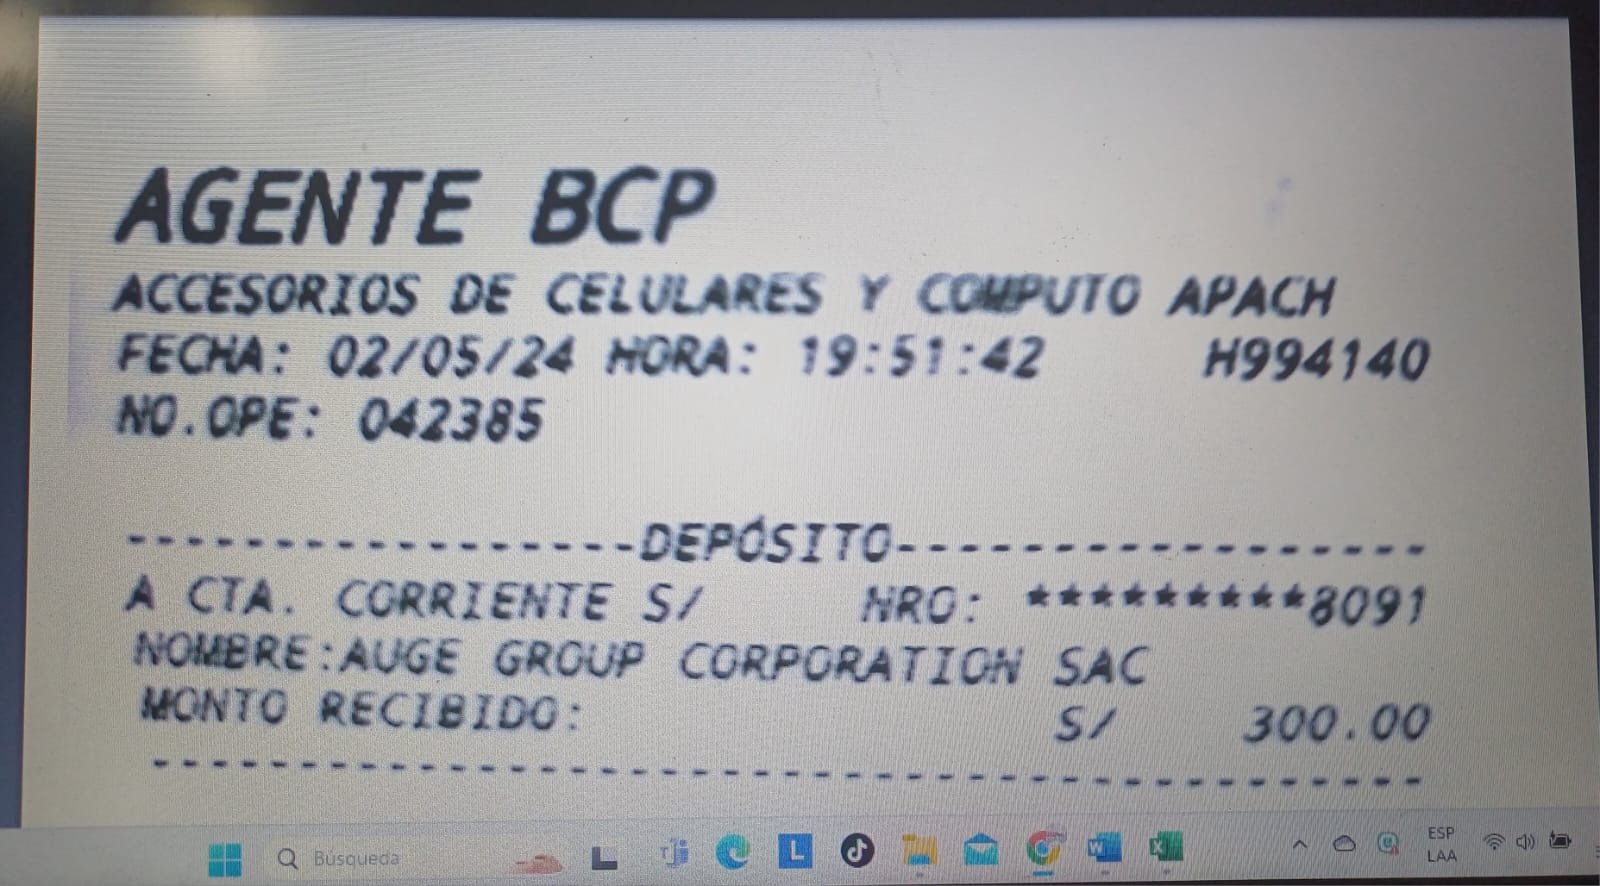 AGENTE BCP
ACCESORIOS DE CELULARES Y COMPUTO APACH
FECHA: 02/05/24 HORA: 19:51:42 H994140
NO.OPE: 042385
------------------DEPÓSITO------------------
A CTA. CORRIENTE S/ NRO: *********8091
NOMBRE:AUGE GROUP CORPORATION SAC
MONTO RECIBIDO: S/ 300.00
Búsqueda
ESP
LAA